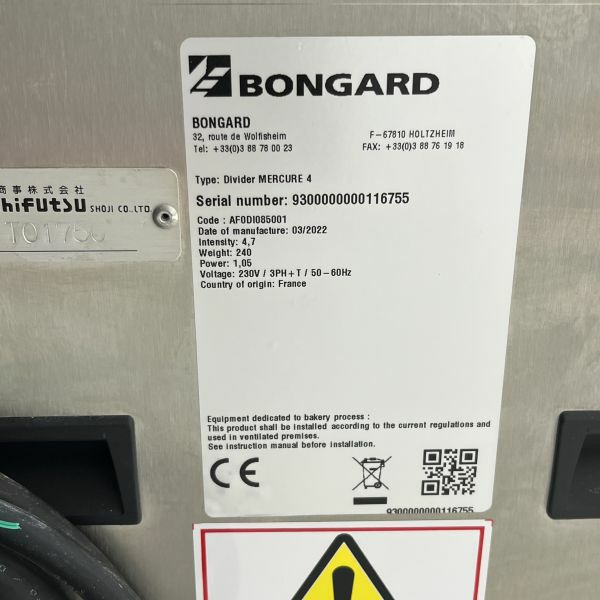 BONGARD
BONGARD
32, route de Wolfisheim
F-67810 HOLTZHEIM
Tel: +33(0)3 88 78 00 23
FAX: +33(0)3 88 76 19 18
Type: Divider MERCURE 4
Serial number: 9300000000116755
Code : AF0DI085001
Date of manufacture: 03/2022
Intensity: 4,7
Weight: 240
Power: 1,05
Voltage: 230V / 3PH+T / 50-60Hz
Country of origin: France
商事株式会社
hifutsu SHOJI CO.,LTD.
Equipment dedicated to bakery process :
This product shall be installed according to the current regulations and
used in ventilated premises.
See instruction manual before installation.
CE
9300000000116755